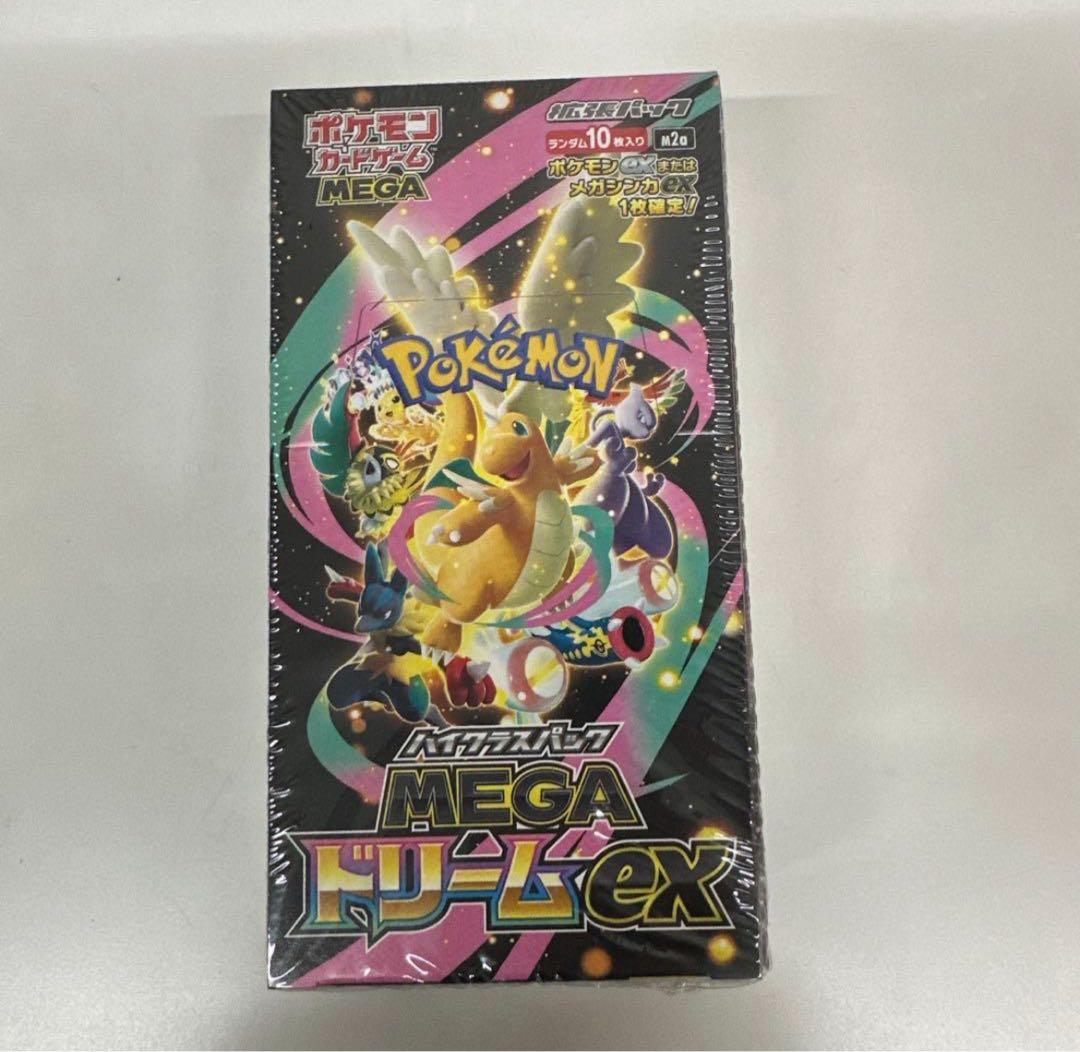 ポケモン
カードゲーム
MEGA
拡張パック
ランダム10枚入り M2a
ポケモンexまたは
メガシンカex
1枚確定!
POKéMON
ハイクラスパック
MEGA
ドリームex